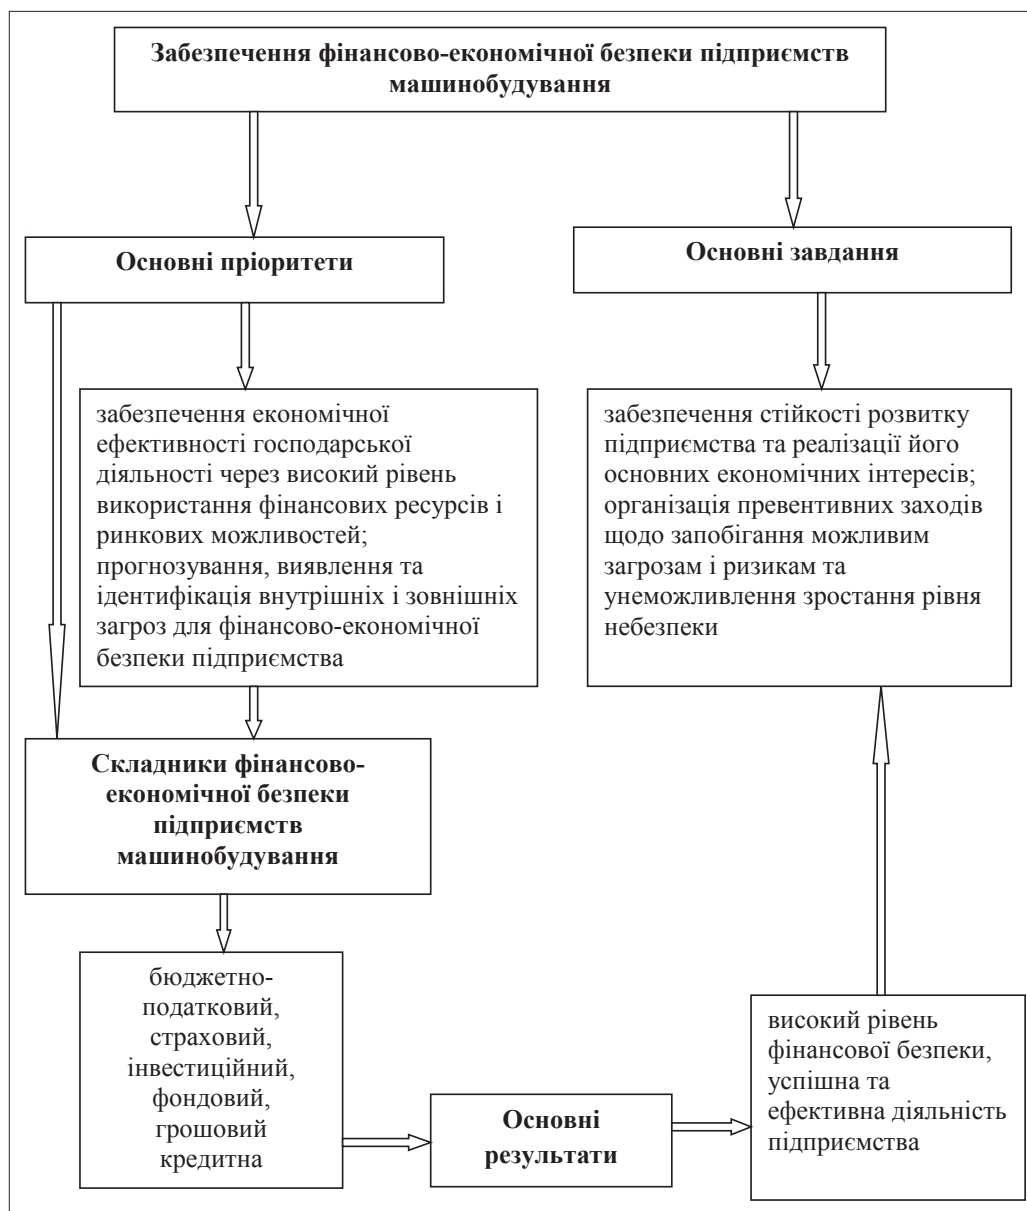 Забезпечення фінансово-економічної безпеки підприємств
машинобудування
Основні пріоритети
Основні завдання
забезпечення економічної
ефективності господарської
діяльності через високий рівень
використання фінансових ресурсів і
ринкових можливостей;
прогнозування, виявлення та
ідентифікація внутрішніх і зовнішніх
загроз для фінансово-економічної
безпеки підприємства
забезпечення стійкості розвитку
підприємства та реалізації його
основних економічних інтересів;
організація превентивних заходів
щодо запобігання можливим
загрозам і ризикам та
унеможливлення зростання рівня
небезпеки
Складники фінансово-
економічної безпеки
підприємств
машинобудування
бюджетно-
податковий,
страховий,
інвестиційний,
фондовий,
грошовий
кредитна
Основні
результати
високий рівень
фінансової безпеки,
успішна та
ефективна діяльність
підприємства